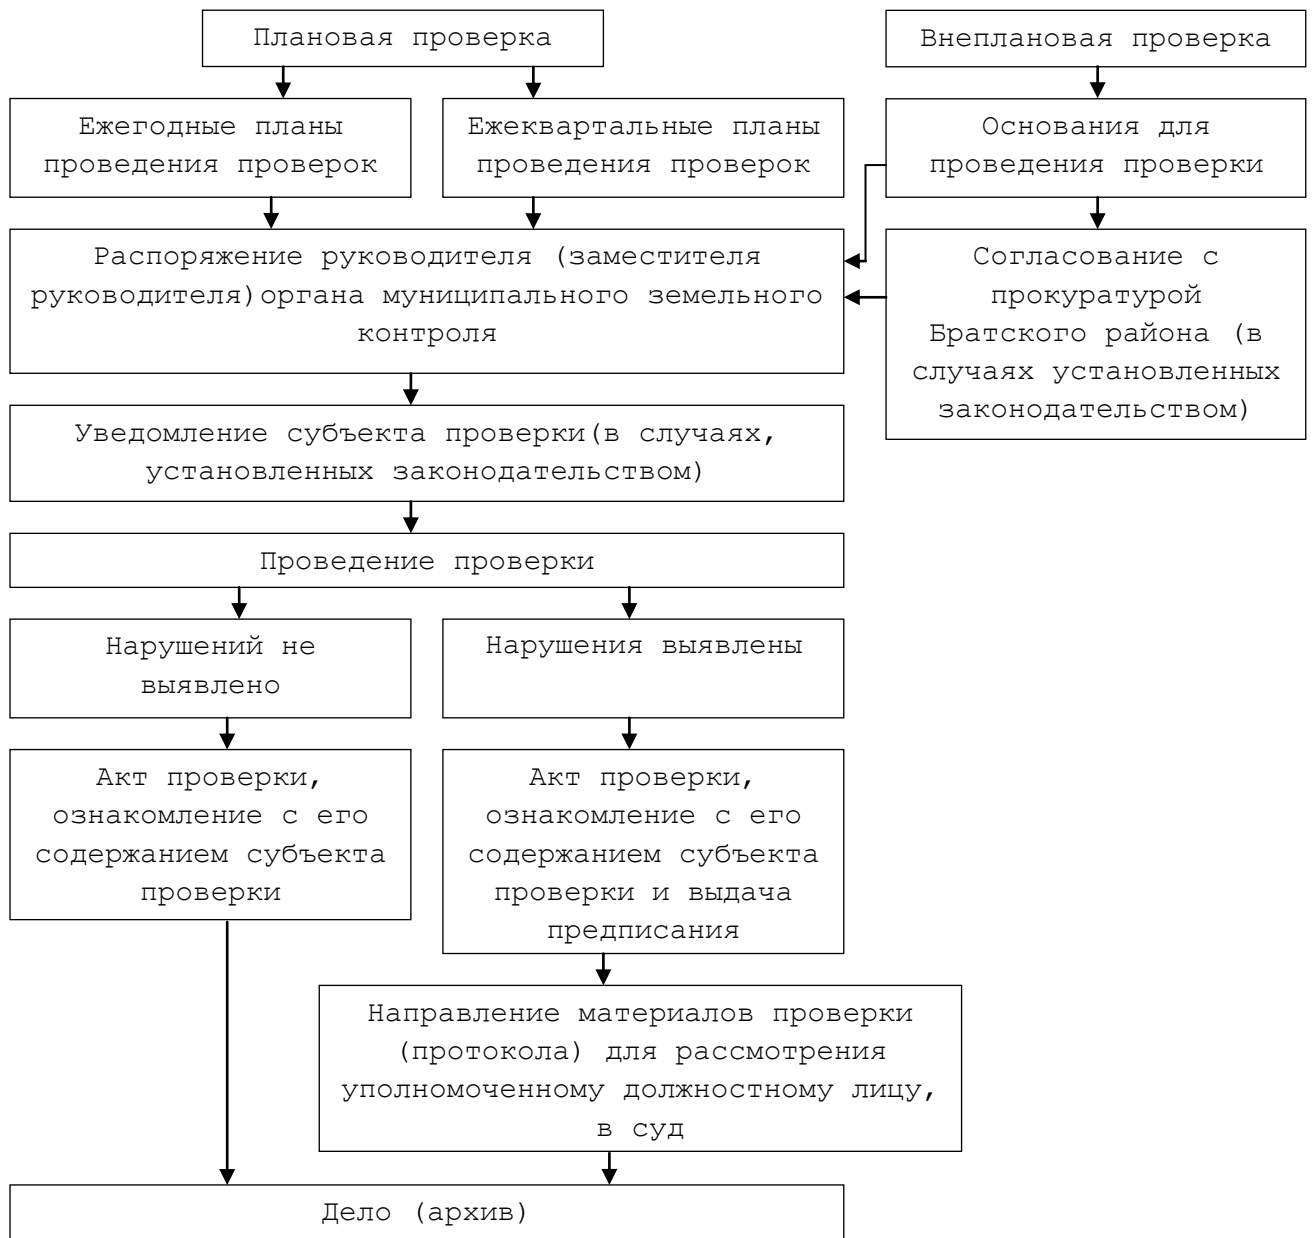 Плановая проверка
Внеплановая проверка
Ежегодные планы
проведения проверок
Ежеквартальные планы
проведения проверок
Основания для
проведения проверки
Распоряжение руководителя (заместителя
руководителя)органа муниципального земельного
контроля
Согласование с
прокуратурой
Братского района (в
случаях установленных
законодательством)
Уведомление субъекта проверки(в случаях,
установленных законодательством)
Проведение проверки
Нарушений не
выявлено
Нарушения выявлены
Акт проверки,
ознакомление с его
содержанием субъекта
проверки
Акт проверки,
ознакомление с его
содержанием субъекта
проверки и выдача
предписания
Направление материалов проверки
(протокола) для рассмотрения
уполномоченному должностному лицу,
в суд
Дело (архив)